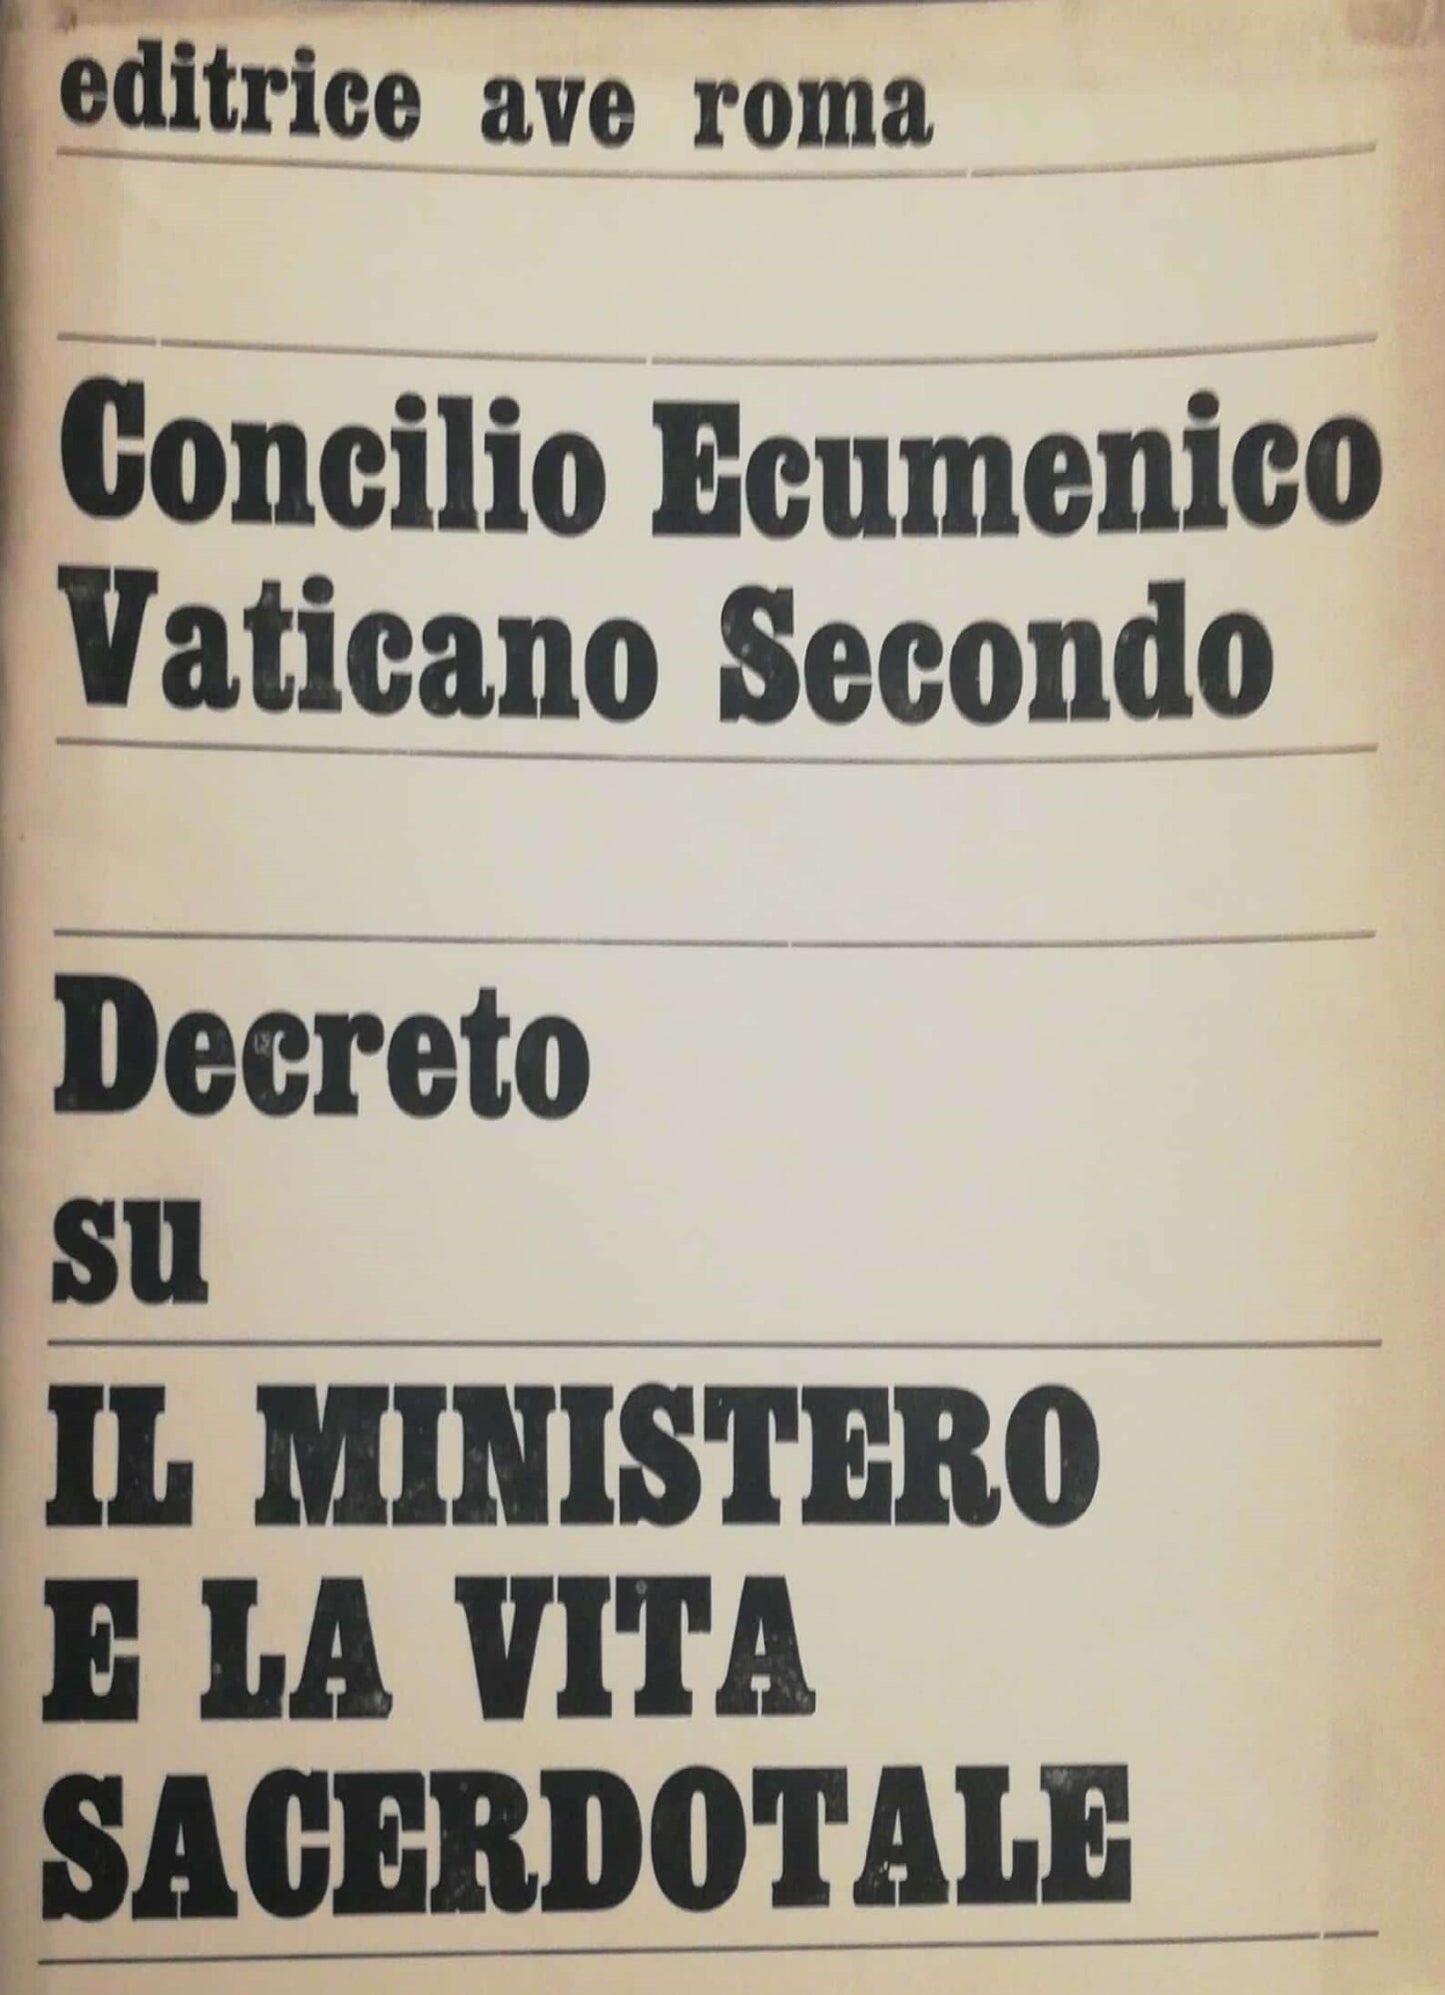 editrice ave roma
Concilio Ecumenico
Vaticano Secondo
Decreto
su
IL MINISTERO
E LA VITA
SACERDOTALE